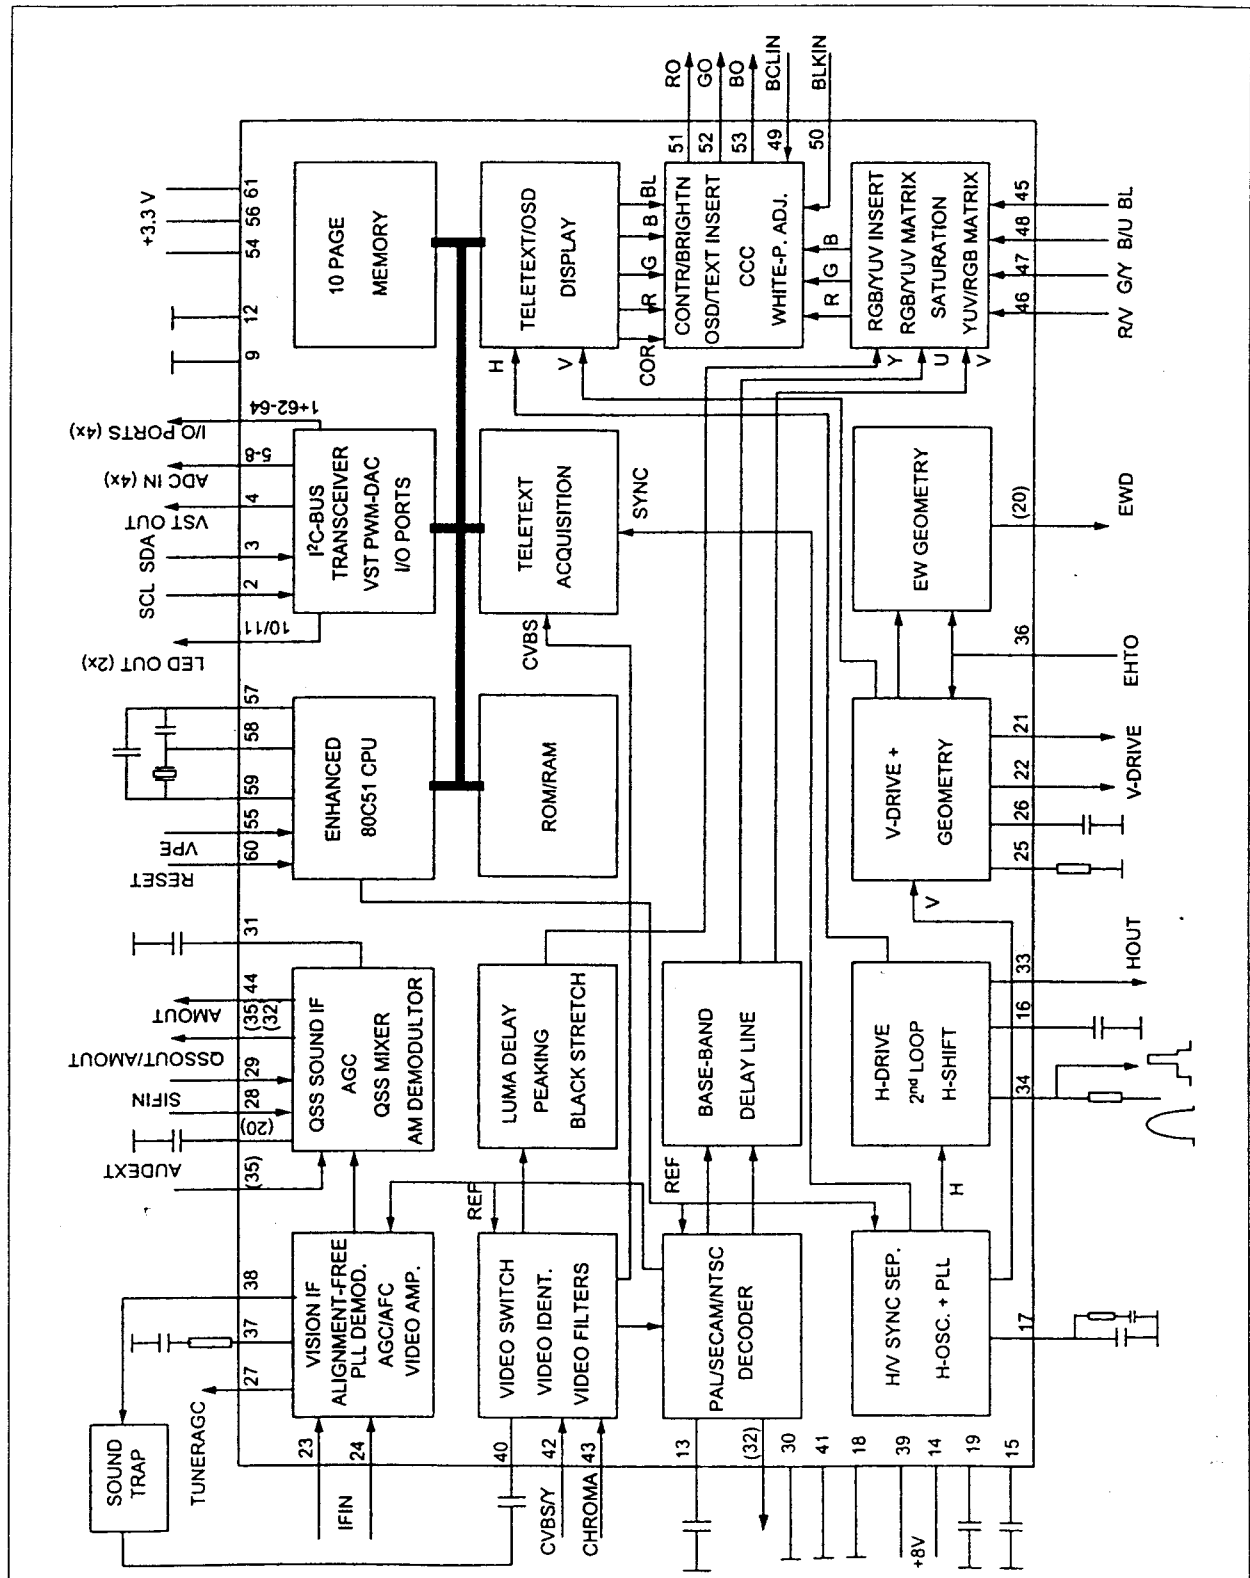 RO
GO
BO
BCLIN
BLKIN
51
52
53
49
50
+3.3 V
61
56
54
12
9
10 PAGE
MEMORY
TELETEXT/OSD
DISPLAY
H
V
BL
B
G
R
COR
CONTR/BRIGHTN
OSD/TEXT INSERT
CCC
WHITE-P. ADJ.
B
G
R
RGB/YUV INSERT
RGB/YUV MATRIX
SATURATION
YUV/RGB MATRIX
Y
U
V
45
48
47
46
BL
B/U
G/Y
R/V
I/O PORTS (4x)
1+62-64
ADC IN (4x)
5-8
VST OUT
4
SDA
3
SCL
2
LED OUT (2x)
10/11
I²C-BUS
TRANSCEIVER
VST PWM-DAC
I/O PORTS
TELETEXT
ACQUISITION
SYNC
CVBS
EW GEOMETRY
(20)
EWD
36
EHTO
57
58
59
55
VPE
60
RESET
ENHANCED
80C51 CPU
ROM/RAM
V-DRIVE +
GEOMETRY
V
21
22
V-DRIVE
26
25
31
44
AMOUT
(35)
(32)
QSSOUT/AMOUT
29
SIFIN
28
(20)
AUDEXT
(35)
QSS SOUND IF
AGC
QSS MIXER
AM DEMODULTOR
LUMA DELAY
PEAKING
BLACK STRETCH
BASE-BAND
DELAY LINE
H-DRIVE
2nd LOOP
H-SHIFT
33
HOUT
16
34
REF
REF
H
38
37
27
TUNERAGC
SOUND
TRAP
VISION IF
ALIGNMENT-FREE
PLL DEMOD.
AGC/AFC
VIDEO AMP.
23
24
IFIN
VIDEO SWITCH
VIDEO IDENT.
VIDEO FILTERS
40
42
43
CVBS/Y
CHROMA
PAL/SECAM/NTSC
DECODER
13
(32)
H/V SYNC SEP.
H-OSC. + PLL
17
30
41
18
39
14
19
15
+8V